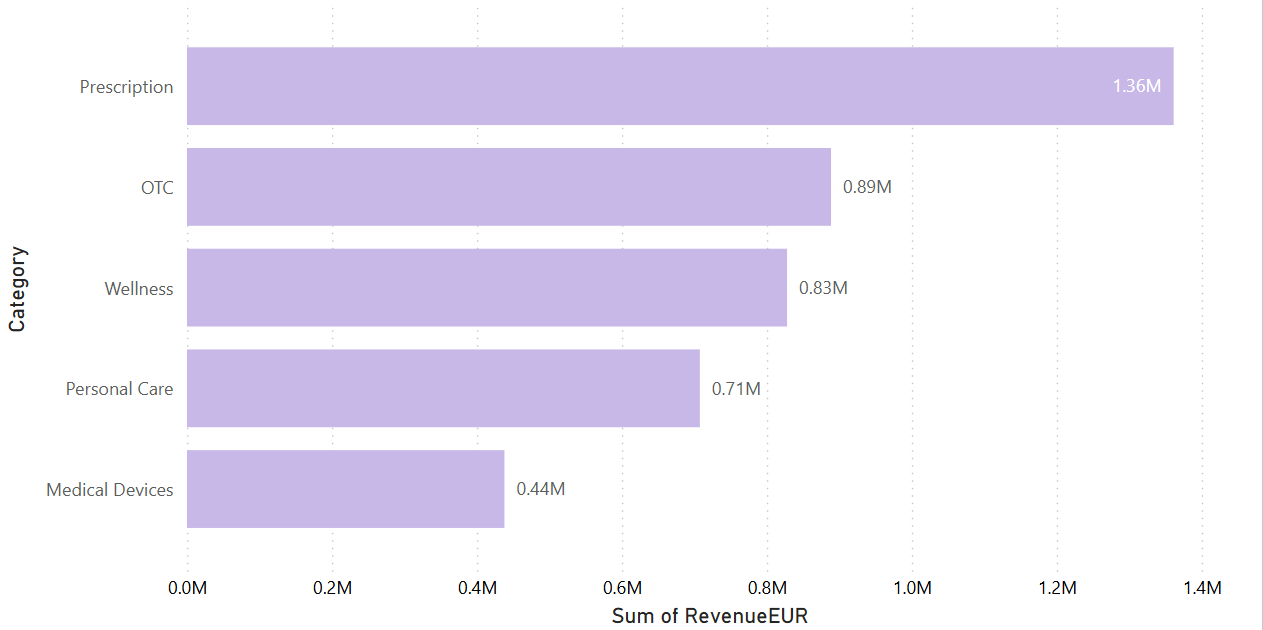 Category
Prescription
1.36M
OTC
0.89M
Wellness
0.83M
Personal Care
0.71M
Medical Devices
0.44M
0.0M 0.2M 0.4M 0.6M 0.8M 1.0M 1.2M 1.4M
Sum of RevenueEUR